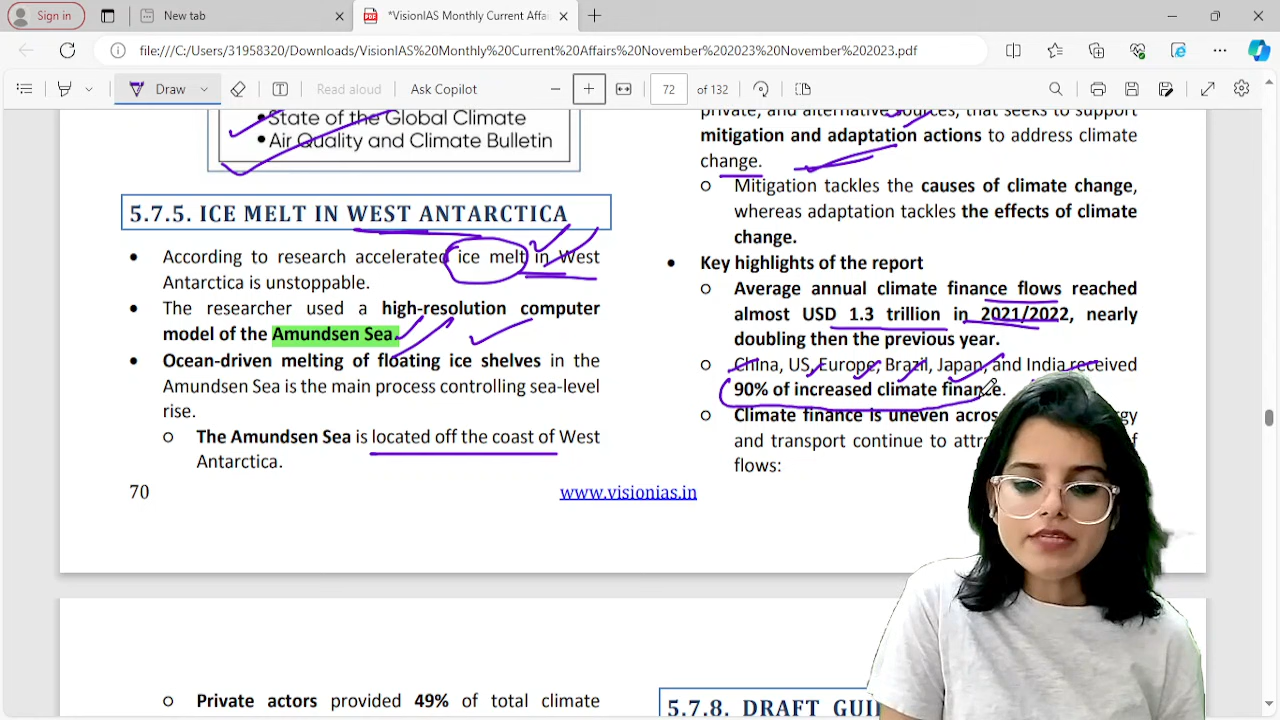 Sign in
New tab
*VisionIAS Monthly Current Affai
file:///C:/Users/31958320/Downloads/VisionIAS%20Monthly%20Current%20Affairs%20November%202023%20November%202023.pdf
Draw
Read aloud
Ask Copilot
72 of 132
•State of the Global Climate
•Air Quality and Climate Bulletin
5.7.5. ICE MELT IN WEST ANTARCTICA
• According to research accelerated ice melt in West
Antarctica is unstoppable.
• The researcher used a high-resolution computer
model of the Amundsen Sea.
• Ocean-driven melting of floating ice shelves in the
Amundsen Sea is the main process controlling sea-level
rise.
o The Amundsen Sea is located off the coast of West
Antarctica.
70
www.visionias.in
private, and alternative sources, that seeks to support
mitigation and adaptation actions to address climate
change.
o Mitigation tackles the causes of climate change,
whereas adaptation tackles the effects of climate
change.
• Key highlights of the report
o Average annual climate finance flows reached
almost USD 1.3 trillion in 2021/2022, nearly
doubling then the previous year.
o China, US, Europe, Brazil, Japan, and India received
90% of increased climate finance.
o Climate finance is uneven
and transport continue to
flows:
o Private actors provided 49% of total climate
5.7.8. DRAFT GUI